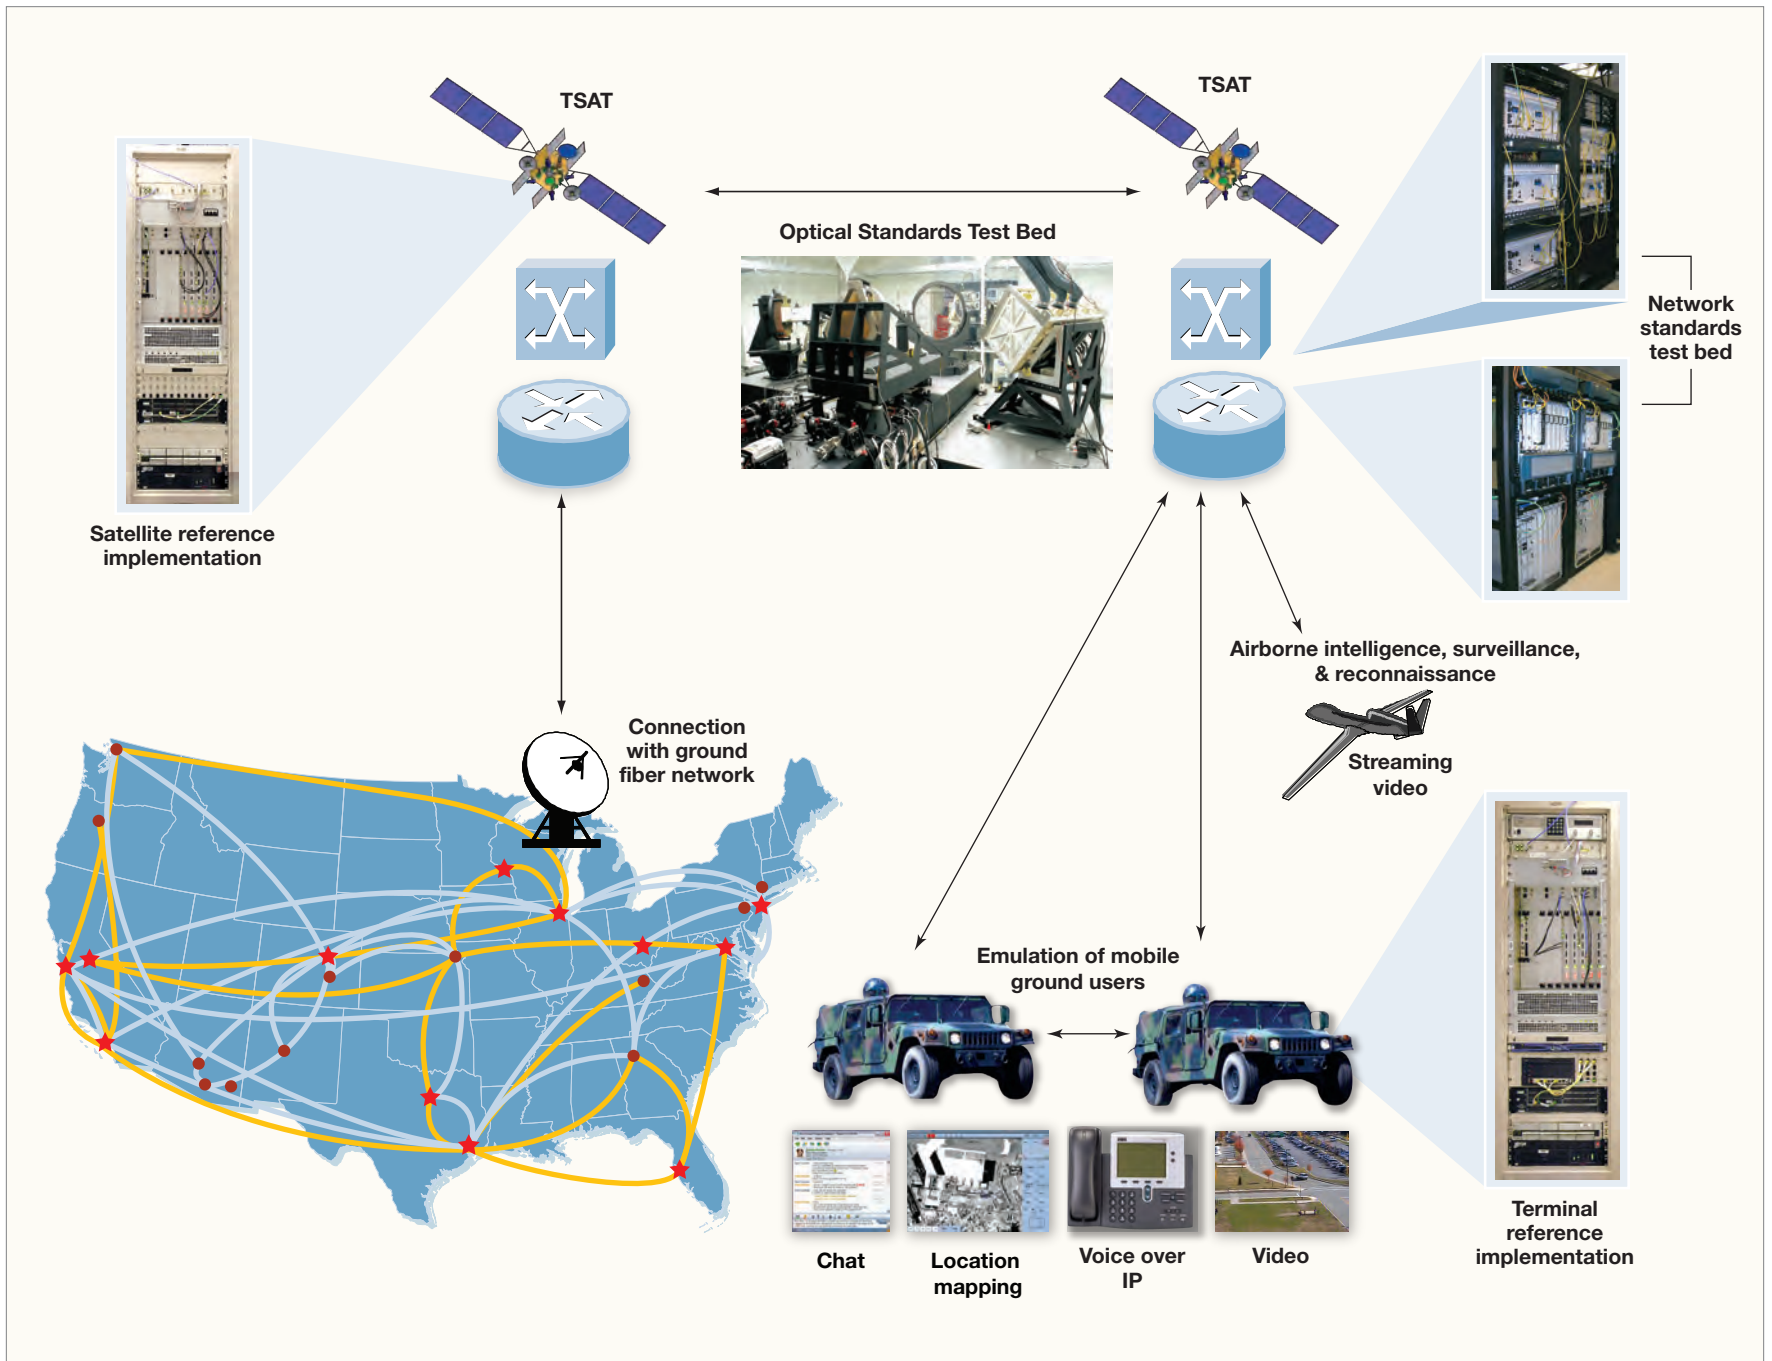 TSAT
TSAT
Optical Standards Test Bed
Network
standards
test bed
Satellite reference
implementation
Airborne intelligence, surveillance,
& reconnaissance
Streaming
video
Connection
with ground
fiber network
Emulation of mobile
ground users
Chat
Location
mapping
Voice over
IP
Video
Terminal
reference
implementation